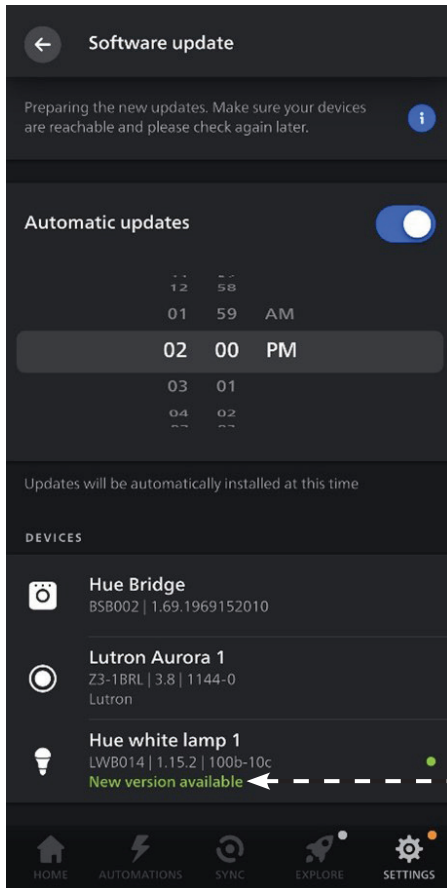 Software update
Preparing the new updates. Make sure your devices
are reachable and please check again later.
i
Automatic updates
12 58
01 59 AM
02 00 PM
03 01
04 02
Updates will be automatically installed at this time
DEVICES
Hue Bridge
BSB002 | 1.69.1969152010
Lutron Aurora 1
Z3-1BRL | 3.8 | 1144-0
Lutron
Hue white lamp 1
LWB014 | 1.15.2 | 100b-10c
New version available
HOME AUTOMATIONS SYNC EXPLORE SETTINGS